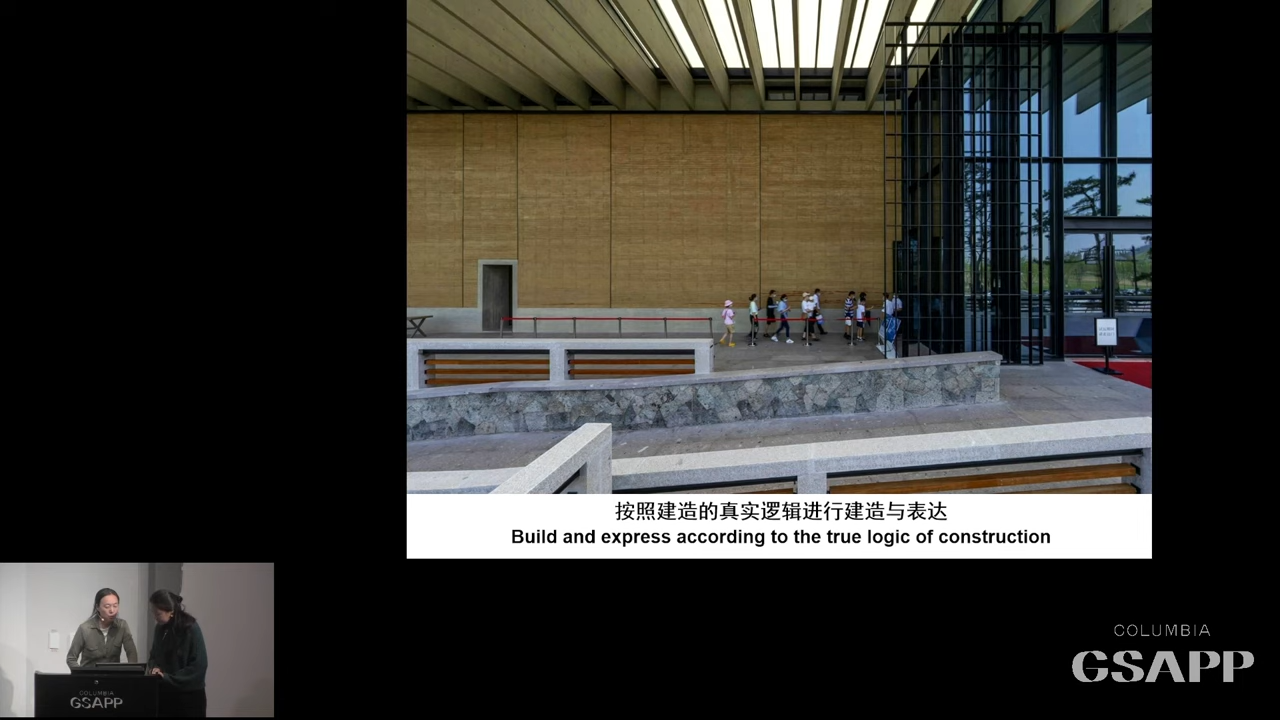 按照建造的真实逻辑进行建造与表达
Build and express according to the true logic of construction
COLUMBIA
GSAPP
COLUMBIA
GSAPP